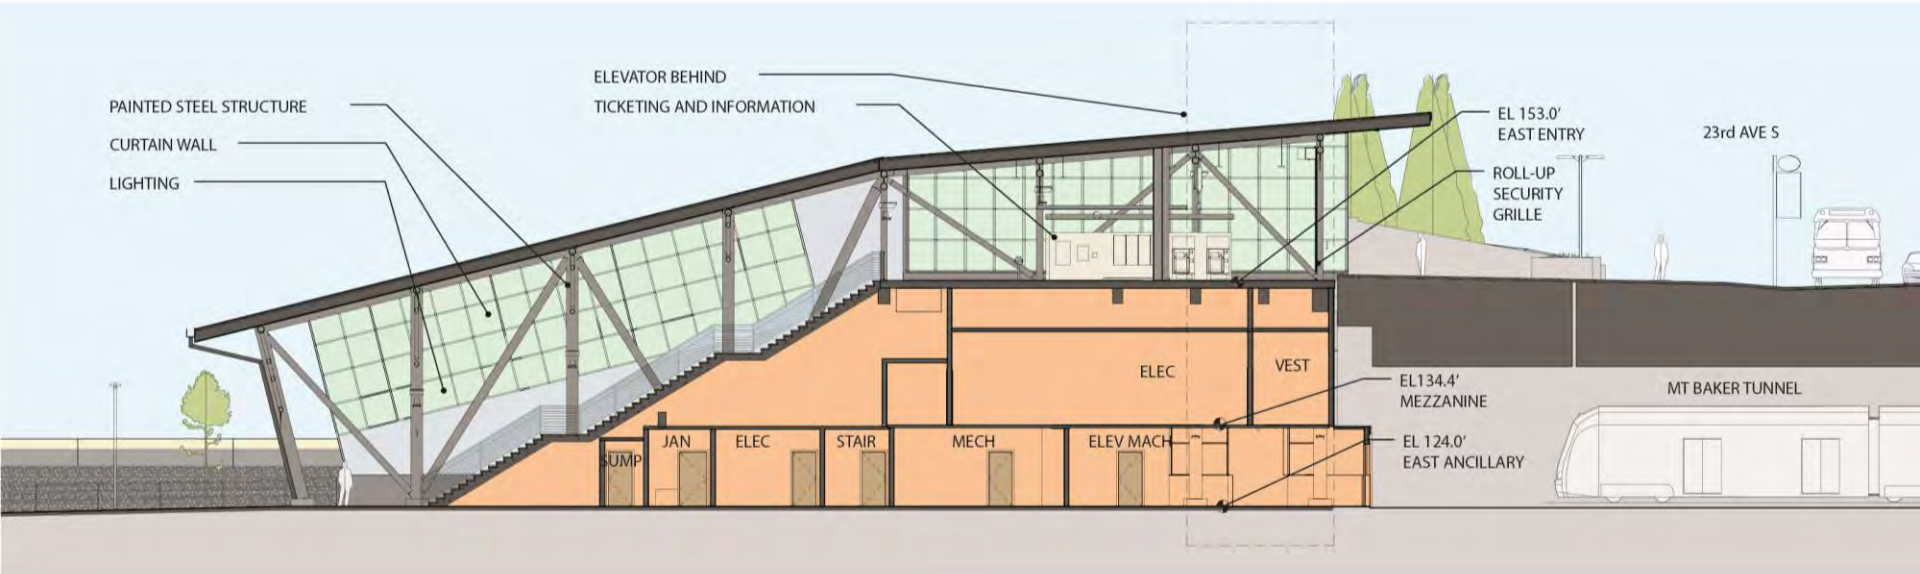 ELEVATOR BEHIND
PAINTED STEEL STRUCTURE
TICKETING AND INFORMATION
EL 153.0'
EAST ENTRY
23rd AVE S
CURTAIN WALL
LIGHTING
ROLL-UP
SECURITY
GRILLE
ELEC
VEST
EL134.4'
MEZZANINE
MT BAKER TUNNEL
SUMP
JAN
ELEC
STAIR
MECH
ELEV MACH
EL 124.0'
EAST ANCILLARY